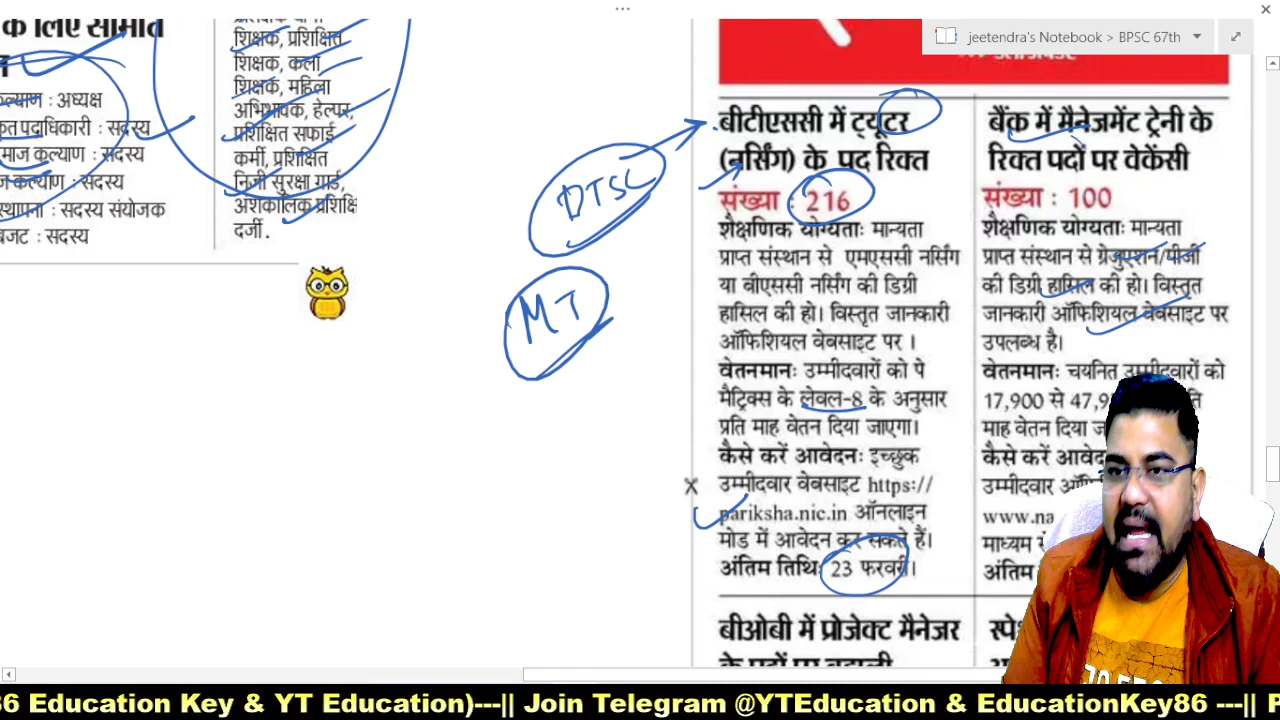 jeetendra's Notebook > BPSC 67th
के लिए सीमित
कल्याण : अध्यक्ष
पदाधिकारी : सदस्य
माज कल्याण : सदस्य
कल्याण : सदस्य
स्थापना : सदस्य संयोजक
बजट : सदस्य
शिक्षक, प्रशिक्षित
शिक्षक, कला
शिक्षक, महिला
अभिभावक, हेल्पर,
प्रशिक्षित सफाई
कर्मी, प्रशिक्षित
निजी सुरक्षा गार्ड,
अंशकालिक प्रशिक्षि
दर्जी.
MT
बीटीएससी में ट्यूटर
(नर्सिंग) के पद रिक्त
संख्या : 216
शैक्षणिक योग्यताः मान्यता
प्राप्त संस्थान से एमएससी नर्सिंग
या बीएससी नर्सिंग की डिग्री
हासिल की हो। विस्तृत जानकारी
ऑफिशियल वेबसाइट पर ।
वेतनमानः उम्मीदवारों को पे
मैट्रिक्स के लेवल-8 के अनुसार
प्रति माह वेतन दिया जाएगा।
कैसे करें आवेदनः इच्छुक
उम्मीदवार वेबसाइट https://
pariksha.nic.in ऑनलाइन
मोड में आवेदन कर सकते हैं।
अंतिम तिथिः 23 फरवरी।
बीओबी में प्रोजेक्ट मैनेजर
के पदों पर बहाली
बैंक में मैनेजमेंट ट्रेनी के
रिक्त पदों पर वेकेंसी
संख्या : 100
शैक्षणिक योग्यताः मान्यता
प्राप्त संस्थान से ग्रेजुएशन/पीजी
की डिग्री हासिल की हो। विस्तृत
जानकारी ऑफिशियल वेबसाइट पर
उपलब्ध है।
वेतनमानः चयनित उम्मीदवारों को
17,900 से 47,9
माह वेतन दिया ज
कैसे करें आवेद
उम्मीदवार ऑ
www.na
माध्यम
अंतिम
36 Education Key & YT Education)---|| Join Telegram @YTEducation & EducationKey86 ---|| P